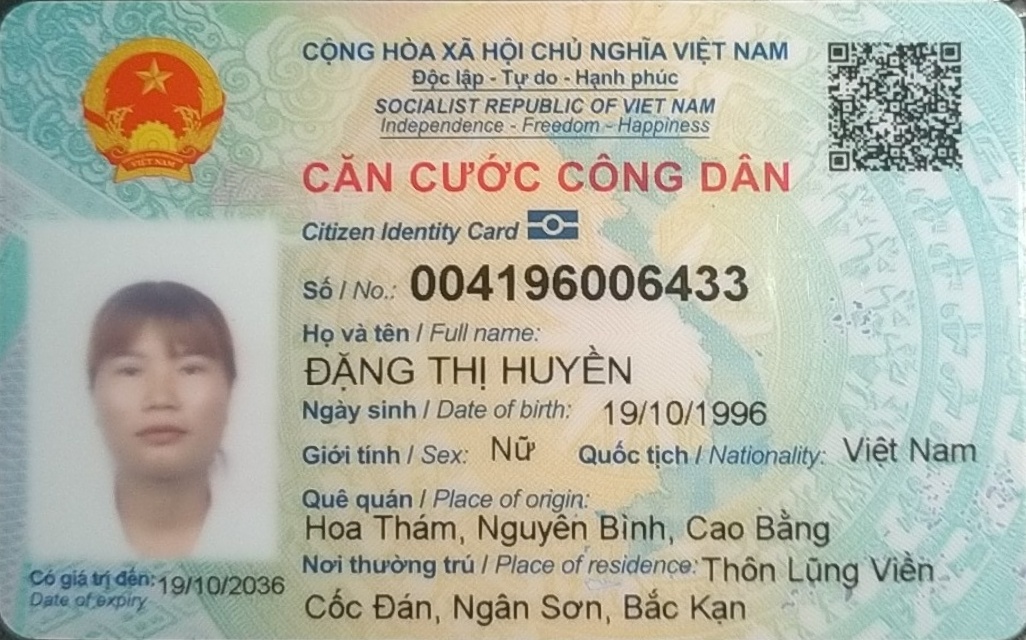 CỘNG HÒA XÃ HỘI CHỦ NGHĨA VIỆT NAM
Độc lập - Tự do - Hạnh phúc
SOCIALIST REPUBLIC OF VIET NAM
Independence - Freedom - Happiness
CĂN CƯỚC CÔNG DÂN
Citizen Identity Card
Số / No.: 004196006433
Họ và tên / Full name:
ĐẶNG THỊ HUYỀN
Ngày sinh / Date of birth: 19/10/1996
Giới tính / Sex: Nữ Quốc tịch / Nationality: Việt Nam
Quê quán / Place of origin:
Hoa Thám, Nguyên Bình, Cao Bằng
Nơi thường trú / Place of residence: Thôn Lũng Viền
Cốc Đán, Ngân Sơn, Bắc Kạn
Có giá trị đến: 19/10/2036
Date of expiry
VIỆT NAM